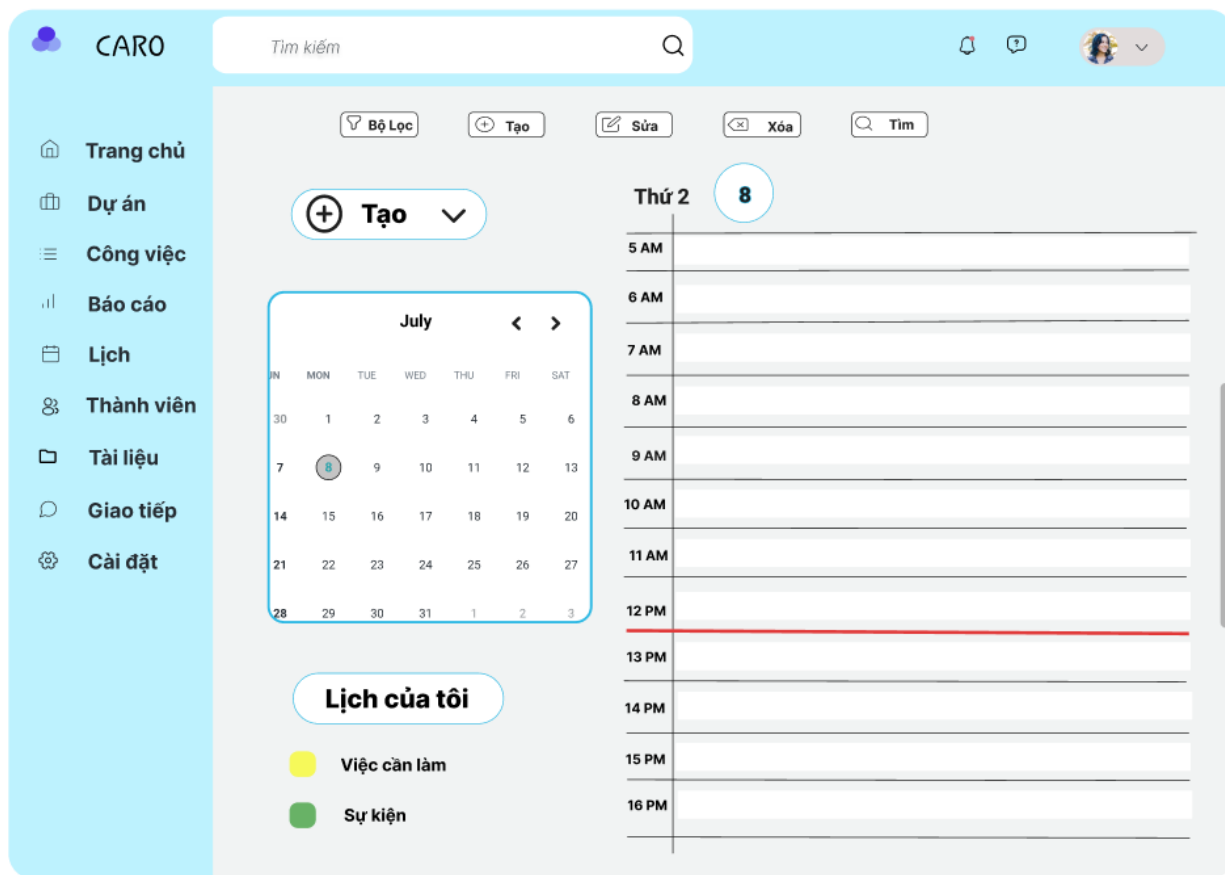 CARO
Tìm kiếm
Trang chủ
Dự án
Công việc
Báo cáo
Lịch
Thành viên
Tài liệu
Giao tiếp
Cài đặt
Bộ Lọc
Tạo
Sửa
Xóa
Tìm
Tạo
July
UN MON TUE WED THU FRI SAT
30 1 2 3 4 5 6
7 8 9 10 11 12 13
14 15 16 17 18 19 20
21 22 23 24 25 26 27
28 29 30 31 1 2 3
Lịch của tôi
Việc cần làm
Sự kiện
Thứ 2 8
5 AM
6 AM
7 AM
8 AM
9 AM
10 AM
11 AM
12 PM
13 PM
14 PM
15 PM
16 PM